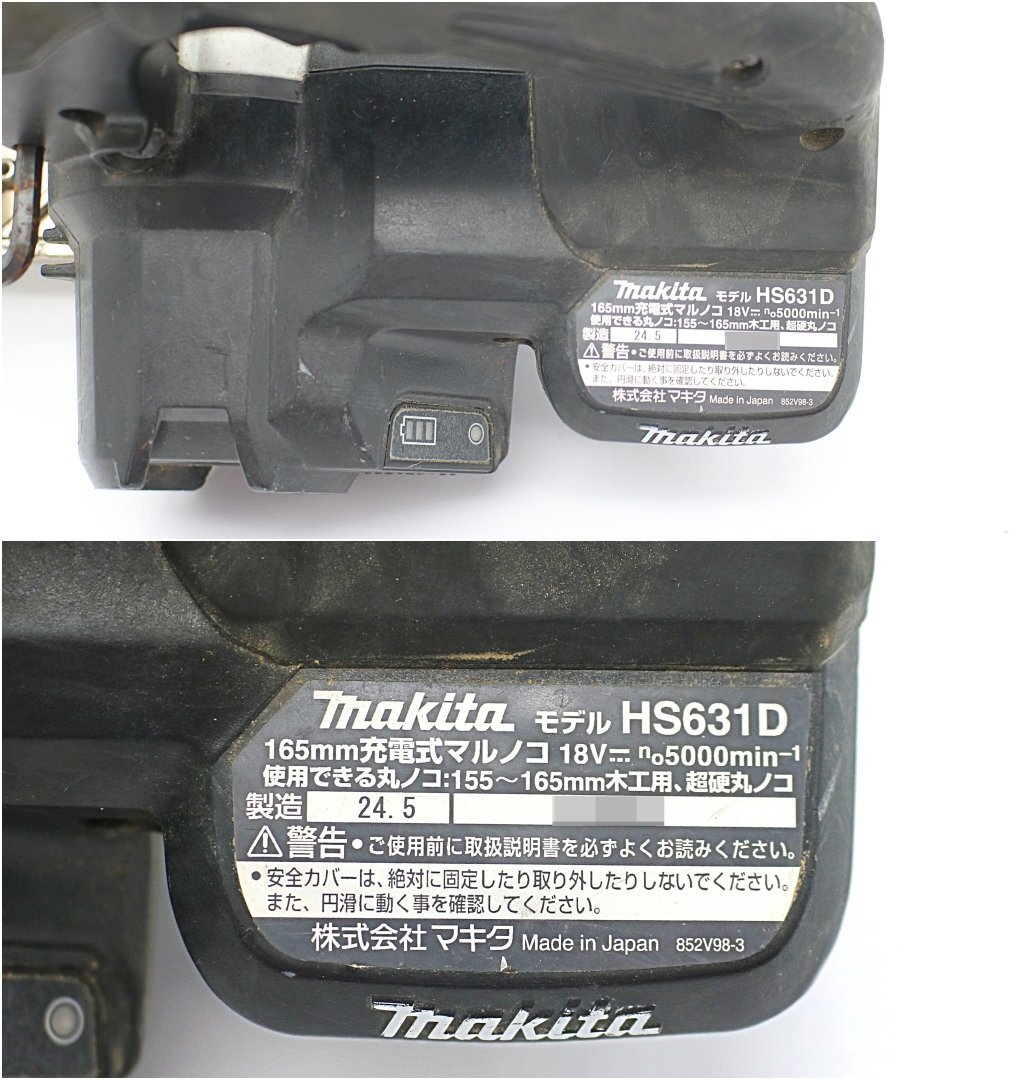 makita モデル HS631D
165mm充電式マルノコ 18V⎓ n₀5000min⁻¹
使用できる丸ノコ:155～165mm木工用、超硬丸ノコ
製造 24.5
⚠警告・ご使用前に取扱説明書を必ずよくお読みください。
・安全カバーは、絶対に固定したり取り外したりしないでください。
また、円滑に動く事を確認してください。
株式会社マキタ Made in Japan 852V98-3
makita
makita モデル HS631D
165mm充電式マルノコ 18V⎓ n₀5000min⁻¹
使用できる丸ノコ:155～165mm木工用、超硬丸ノコ
製造 24.5
⚠警告・ご使用前に取扱説明書を必ずよくお読みください。
・安全カバーは、絶対に固定したり取り外したりしないでください。
また、円滑に動く事を確認してください。
株式会社マキタ Made in Japan 852V98-3
makita